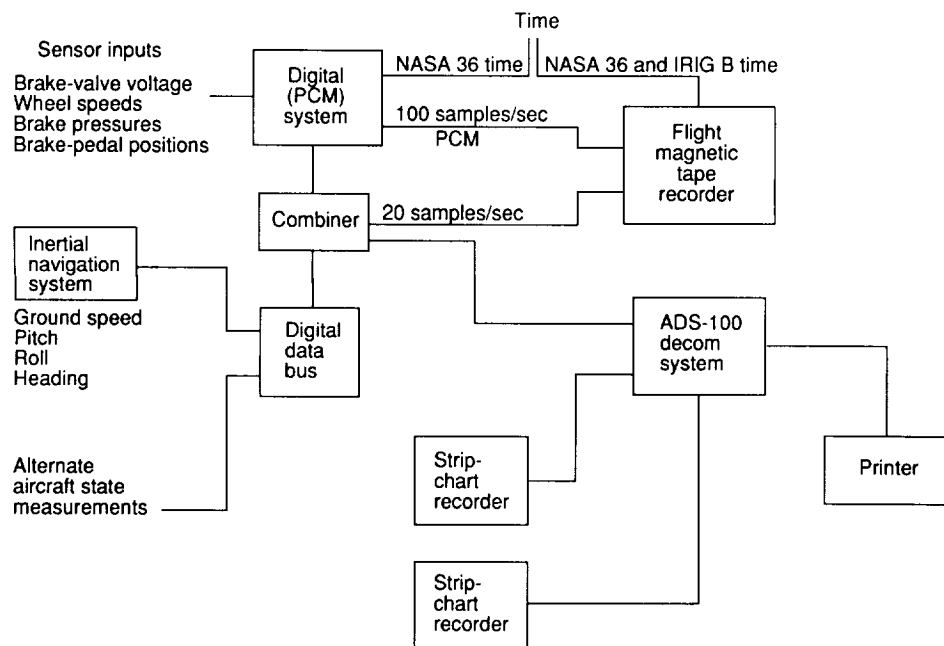 Time
Sensor inputs
Brake-valve voltage
Wheel speeds
Brake pressures
Brake-pedal positions
Digital
(PCM)
system
NASA 36 time
NASA 36 and IRIG B time
100 samples/sec
PCM
Flight
magnetic
tape
recorder
Combiner
20 samples/sec
Inertial
navigation
system
Ground speed
Pitch
Roll
Heading
Digital
data
bus
ADS-100
decom
system
Alternate
aircraft state
measurements
Strip-
chart
recorder
Printer
Strip-
chart
recorder